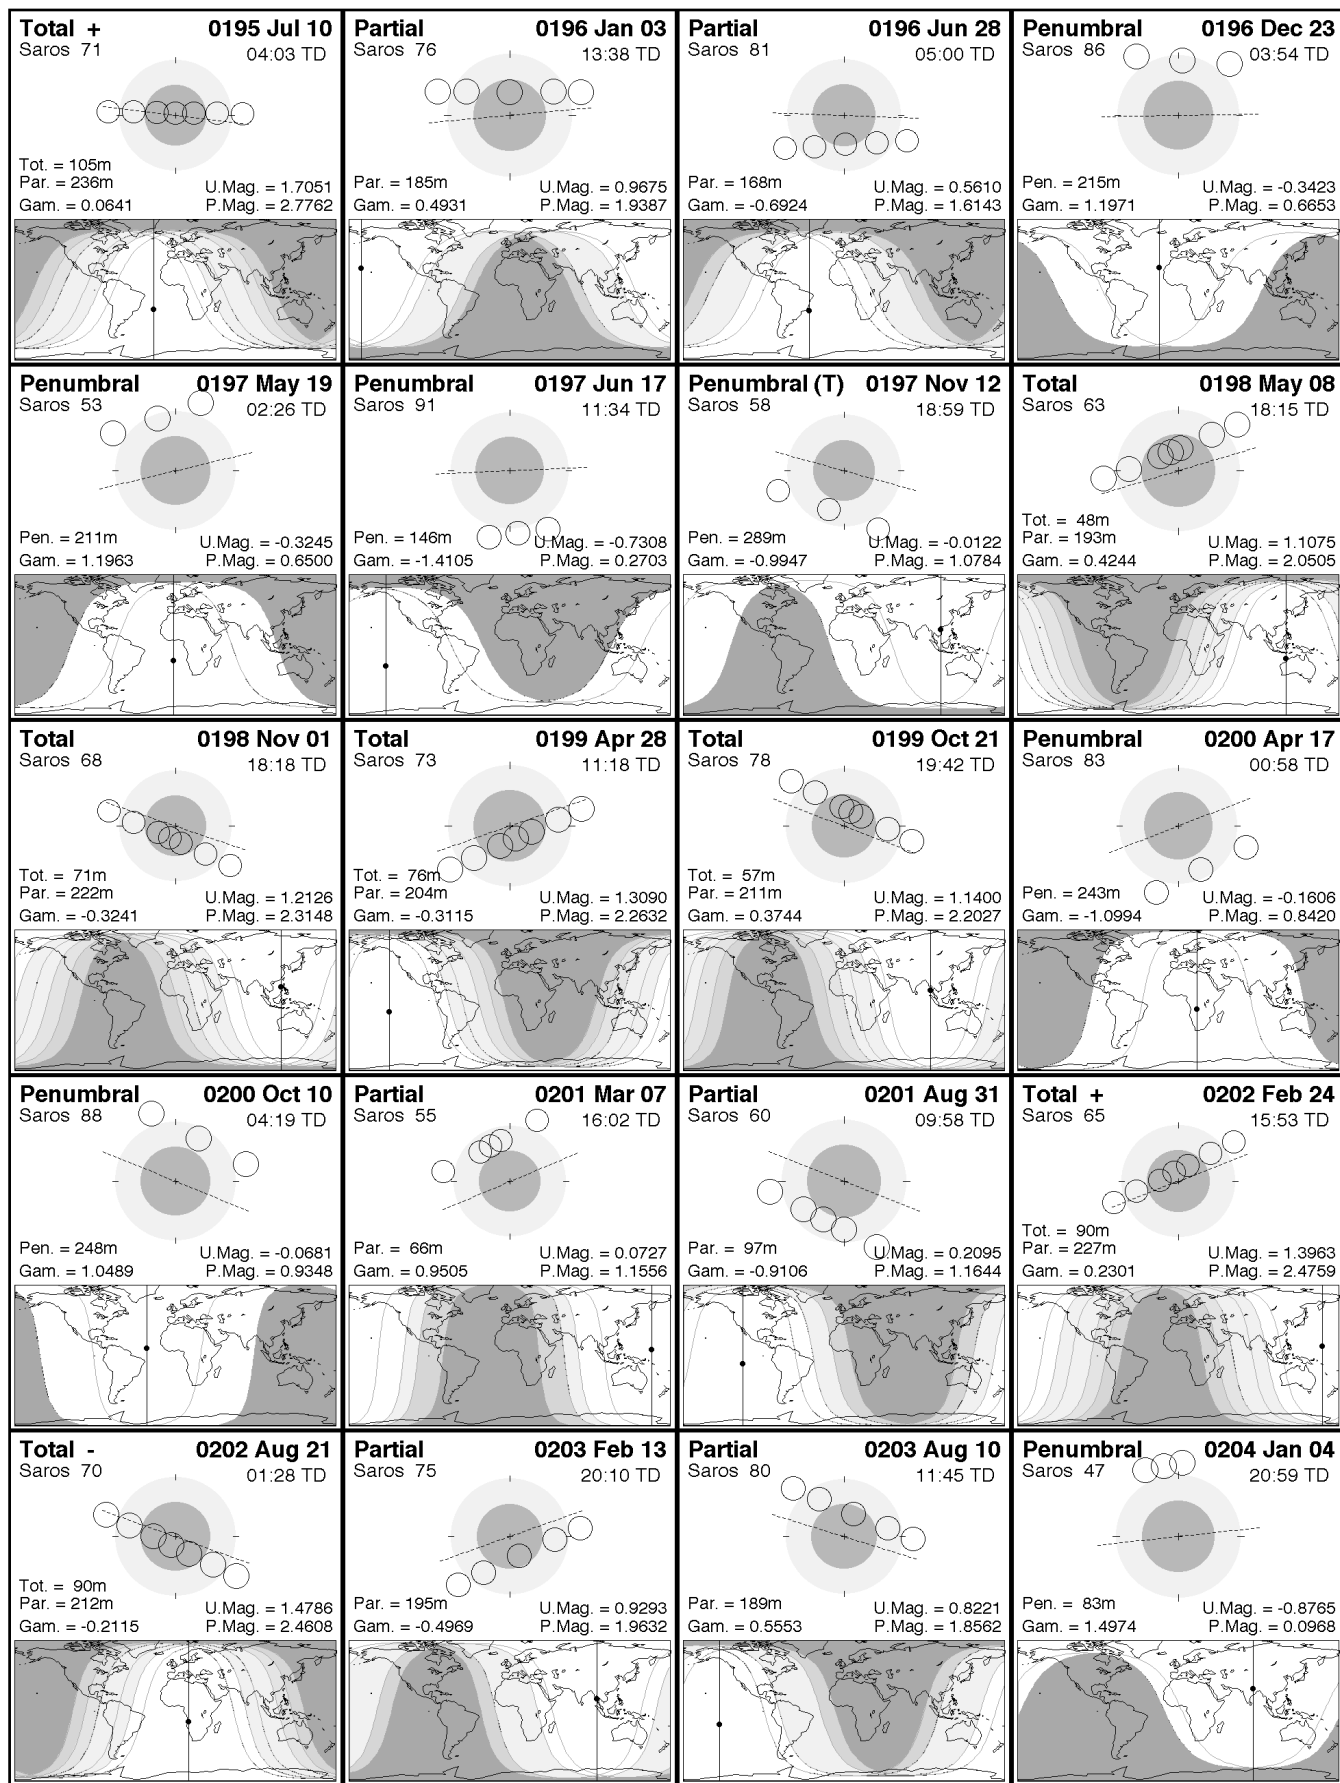 Total + 0195 Jul 10
Saros 71 04:03 TD
Tot. = 105m
Par. = 236m U.Mag. = 1.7051
Gam. = 0.0641 P.Mag. = 2.7762
Partial 0196 Jan 03
Saros 76 13:38 TD
Par. = 185m U.Mag. = 0.9675
Gam. = 0.4931 P.Mag. = 1.9387
Partial 0196 Jun 28
Saros 81 05:00 TD
Par. = 168m U.Mag. = 0.5610
Gam. = -0.6924 P.Mag. = 1.6143
Penumbral 0196 Dec 23
Saros 86 03:54 TD
Pen. = 215m U.Mag. = -0.3423
Gam. = 1.1971 P.Mag. = 0.6653
Penumbral 0197 May 19
Saros 53 02:26 TD
Pen. = 211m U.Mag. = -0.3245
Gam. = 1.1963 P.Mag. = 0.6500
Penumbral 0197 Jun 17
Saros 91 11:34 TD
Pen. = 146m U.Mag. = -0.7308
Gam. = -1.4105 P.Mag. = 0.2703
Penumbral (T) 0197 Nov 12
Saros 58 18:59 TD
Pen. = 289m U.Mag. = -0.0122
Gam. = -0.9947 P.Mag. = 1.0784
Total 0198 May 08
Saros 63 18:15 TD
Tot. = 48m
Par. = 193m U.Mag. = 1.1075
Gam. = 0.4244 P.Mag. = 2.0505
Total 0198 Nov 01
Saros 68 18:18 TD
Tot. = 71m
Par. = 222m U.Mag. = 1.2126
Gam. = -0.3241 P.Mag. = 2.3148
Total 0199 Apr 28
Saros 73 11:18 TD
Tot. = 76m
Par. = 204m U.Mag. = 1.3090
Gam. = -0.3115 P.Mag. = 2.2632
Total 0199 Oct 21
Saros 78 19:42 TD
Tot. = 57m
Par. = 211m U.Mag. = 1.1400
Gam. = 0.3744 P.Mag. = 2.2027
Penumbral 0200 Apr 17
Saros 83 00:58 TD
Pen. = 243m U.Mag. = -0.1606
Gam. = -1.0994 P.Mag. = 0.8420
Penumbral 0200 Oct 10
Saros 88 04:19 TD
Pen. = 248m U.Mag. = -0.0681
Gam. = 1.0489 P.Mag. = 0.9348
Partial 0201 Mar 07
Saros 55 16:02 TD
Par. = 66m U.Mag. = 0.0727
Gam. = 0.9505 P.Mag. = 1.1556
Partial 0201 Aug 31
Saros 60 09:58 TD
Par. = 97m U.Mag. = 0.2095
Gam. = -0.9106 P.Mag. = 1.1644
Total + 0202 Feb 24
Saros 65 15:53 TD
Tot. = 90m
Par. = 227m U.Mag. = 1.3963
Gam. = 0.2301 P.Mag. = 2.4759
Total - 0202 Aug 21
Saros 70 01:28 TD
Tot. = 90m
Par. = 212m U.Mag. = 1.4786
Gam. = -0.2115 P.Mag. = 2.4608
Partial 0203 Feb 13
Saros 75 20:10 TD
Par. = 195m U.Mag. = 0.9293
Gam. = -0.4969 P.Mag. = 1.9632
Partial 0203 Aug 10
Saros 80 11:45 TD
Par. = 189m U.Mag. = 0.8221
Gam. = 0.5553 P.Mag. = 1.8562
Penumbral 0204 Jan 04
Saros 47 20:59 TD
Pen. = 83m U.Mag. = -0.8765
Gam. = 1.4974 P.Mag. = 0.0968